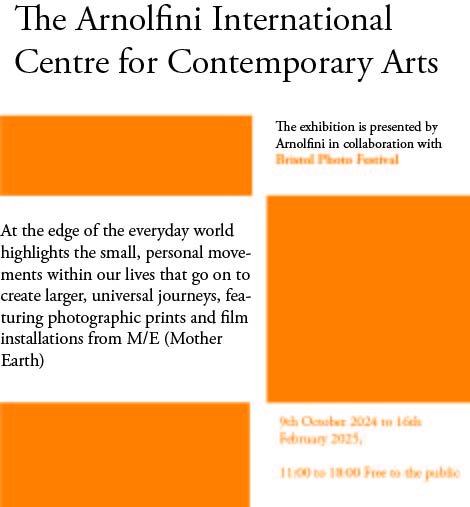 The Arnolfini International
Centre for Contemporary Arts
The exhibition is presented by
Arnolfini in collaboration with
Bristol Photo Festival
At the edge of the everyday world
highlights the small, personal move-
ments within our lives that go on to
create larger, universal journeys, fea-
turing photographic prints and film
installations from M/E (Mother
Earth)
9th October 2024 to 16th
February 2025,
11:00 to 18:00 Free to the public